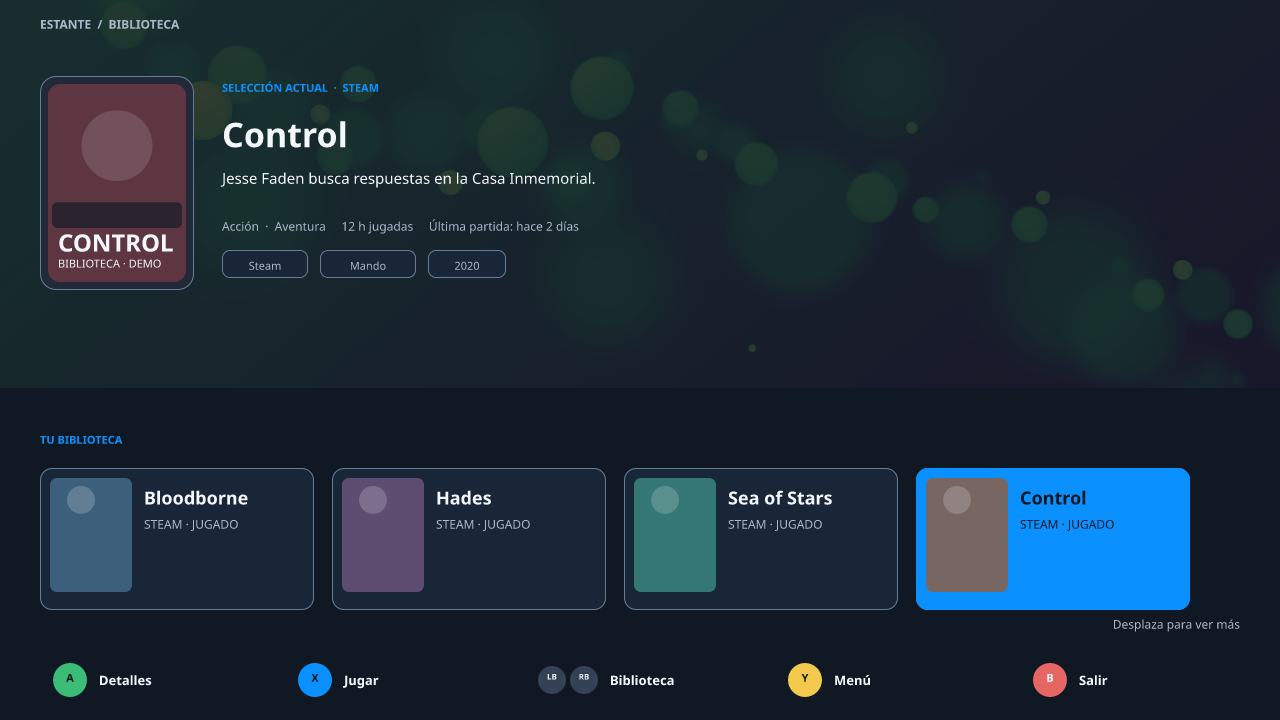 ESTANTE / BIBLIOTECA
SELECCIÓN ACTUAL · STEAM
Control
Jesse Faden busca respuestas en la Casa Inmemorial.
Acción · Aventura 12 h jugadas Última partida: hace 2 días
Steam Mando 2020
CONTROL
BIBLIOTECA · DEMO
TU BIBLIOTECA
Bloodborne
STEAM · JUGADO
Hades
STEAM · JUGADO
Sea of Stars
STEAM · JUGADO
Control
STEAM · JUGADO
Desplaza para ver más
A Detalles
X Jugar
LB RB Biblioteca
Y Menú
B Salir